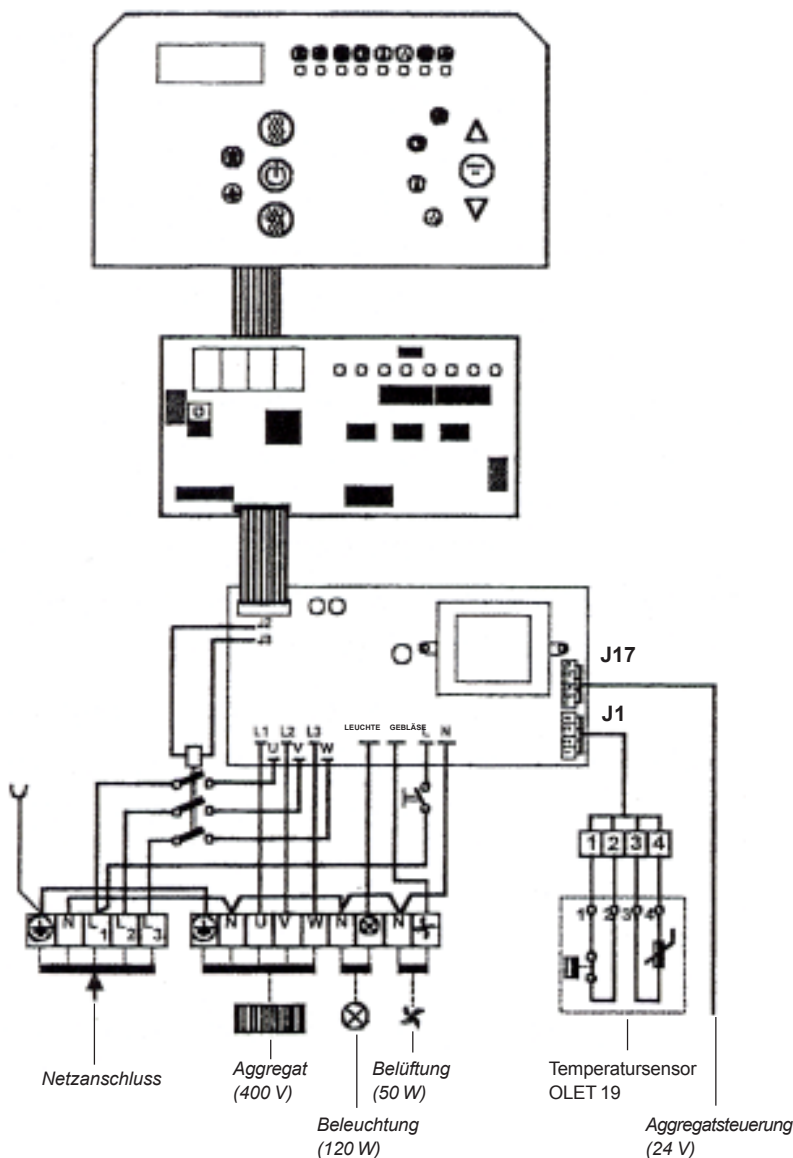 J2
J3
J17
J1
L1 L2 L3 LEUCHTE GEBLÄSE L N
U V W
1 2 3 4
1 2 3 4
N L1 L2 L3 N U V W N N
Netzanschluss
Aggregat
(400 V)
Belüftung
(50 W)
Temperatursensor
OLET 19
Beleuchtung
(120 W)
Aggregatsteuerung
(24 V)